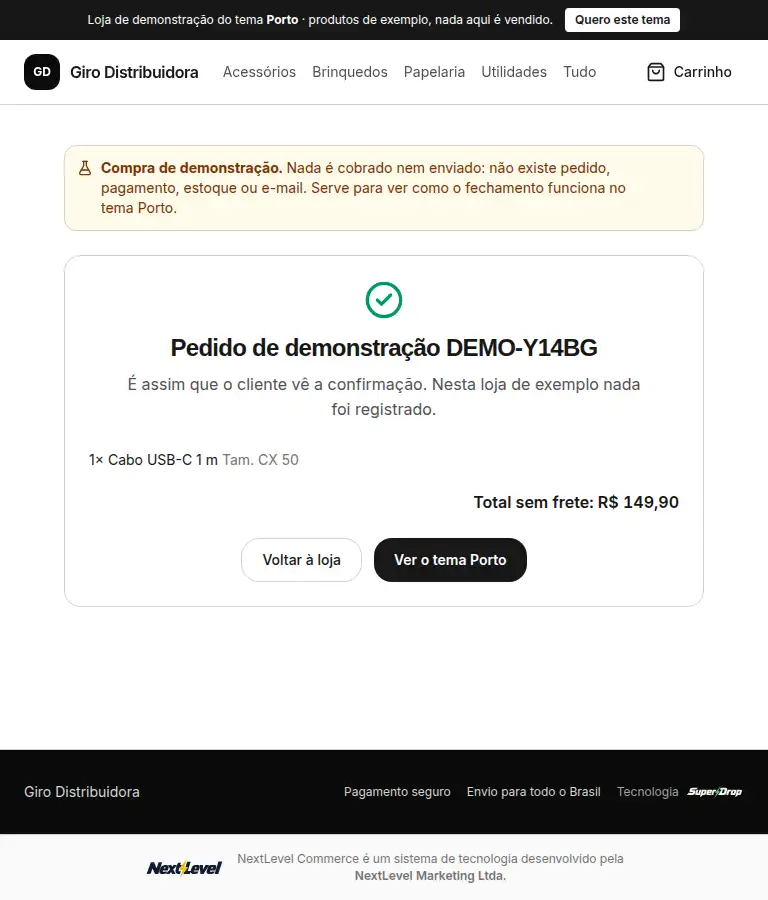 Loja de demonstração do tema Porto · produtos de exemplo, nada aqui é vendido.
Quero este tema
GD
Giro Distribuidora
Acessórios
Brinquedos
Papelaria
Utilidades
Tudo
Carrinho
Compra de demonstração. Nada é cobrado nem enviado: não existe pedido,
pagamento, estoque ou e-mail. Serve para ver como o fechamento funciona no
tema Porto.
Pedido de demonstração DEMO-Y14BG
É assim que o cliente vê a confirmação. Nesta loja de exemplo nada
foi registrado.
1× Cabo USB-C 1 m Tam. CX 50
Total sem frete: R$ 149,90
Voltar à loja
Ver o tema Porto
Giro Distribuidora
Pagamento seguro
Envio para todo o Brasil
Tecnologia
SuperDrop
NextLevel
NextLevel Commerce é um sistema de tecnologia desenvolvido pela
NextLevel Marketing Ltda.